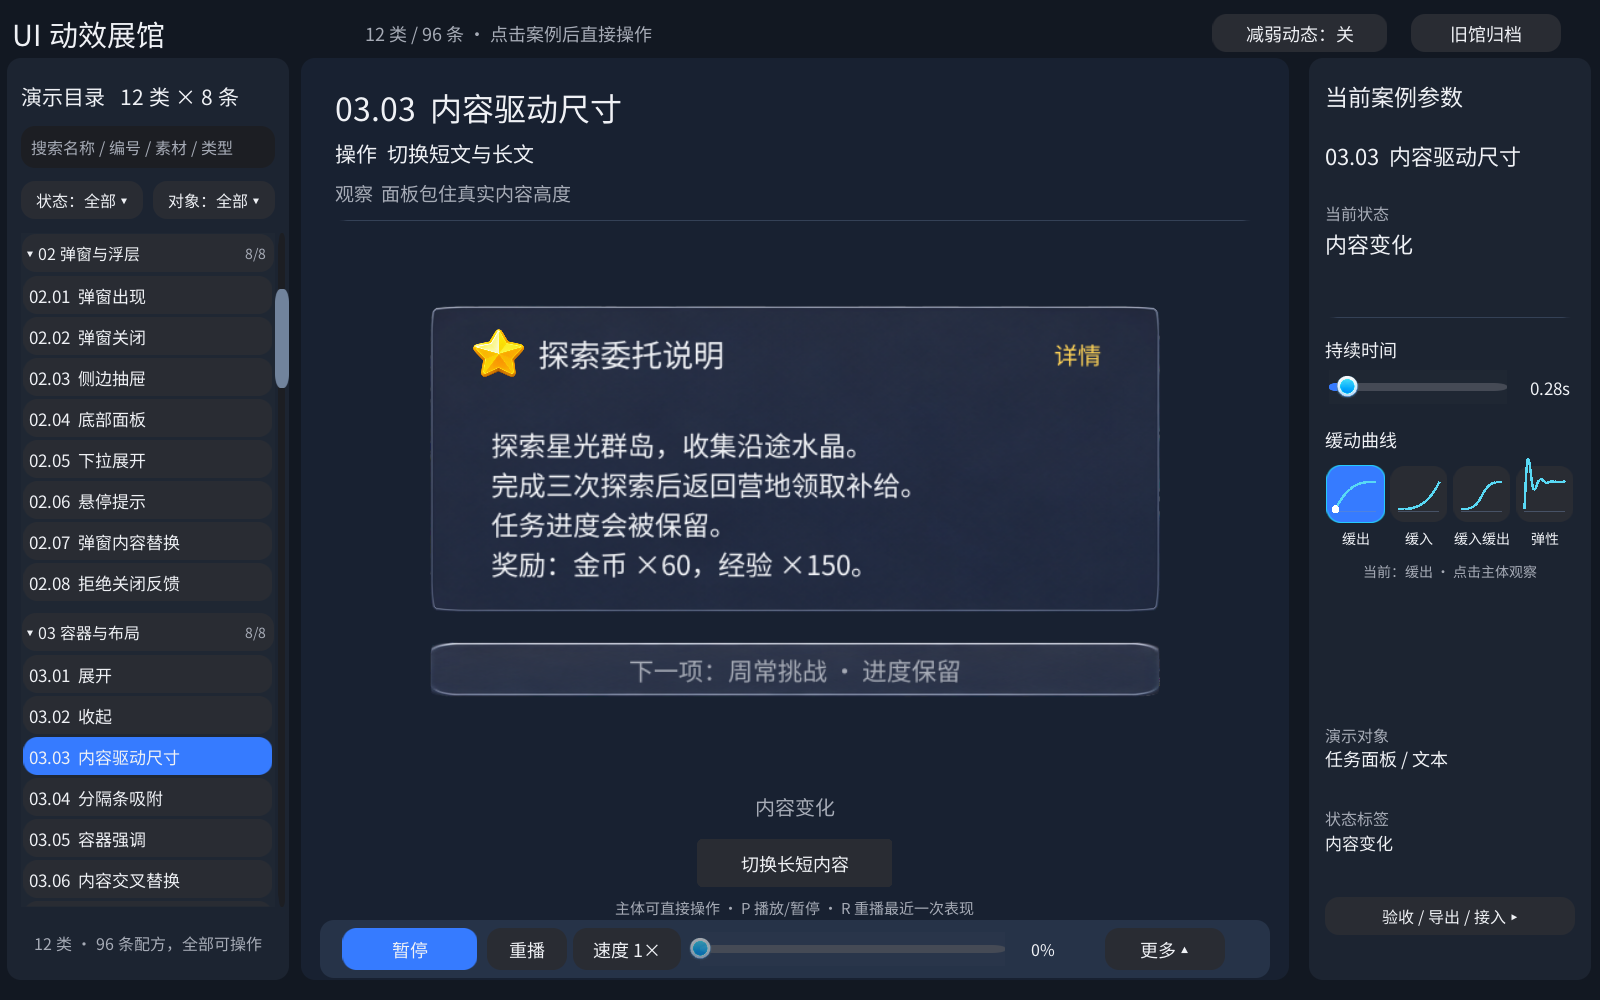 UI 动效展馆
12 类 / 96 条 · 点击案例后直接操作
减弱动态：关
旧馆归档
演示目录 12 类 × 8 条
搜索名称 / 编号 / 素材 / 类型
状态：全部 ▾
对象：全部 ▾
▾ 02 弹窗与浮层 8/8
02.01 弹窗出现
02.02 弹窗关闭
02.03 侧边抽屉
02.04 底部面板
02.05 下拉展开
02.06 悬停提示
02.07 弹窗内容替换
02.08 拒绝关闭反馈
▾ 03 容器与布局 8/8
03.01 展开
03.02 收起
03.03 内容驱动尺寸
03.04 分隔条吸附
03.05 容器强调
03.06 内容交叉替换
12 类 · 96 条配方，全部可操作
03.03 内容驱动尺寸
操作 切换短文与长文
观察 面板包住真实内容高度
探索委托说明
详情
探索星光群岛，收集沿途水晶。
完成三次探索后返回营地领取补给。
任务进度会被保留。
奖励：金币 ×60，经验 ×150。
下一项：周常挑战 · 进度保留
内容变化
切换长短内容
主体可直接操作 · P 播放/暂停 · R 重播最近一次表现
暂停
重播
速度 1×
0%
更多 ▴
当前案例参数
03.03 内容驱动尺寸
当前状态
内容变化
持续时间
0.28s
缓动曲线
缓出
缓入
缓入缓出
弹性
当前：缓出 · 点击主体观察
演示对象
任务面板 / 文本
状态标签
内容变化
验收 / 导出 / 接入 ▸